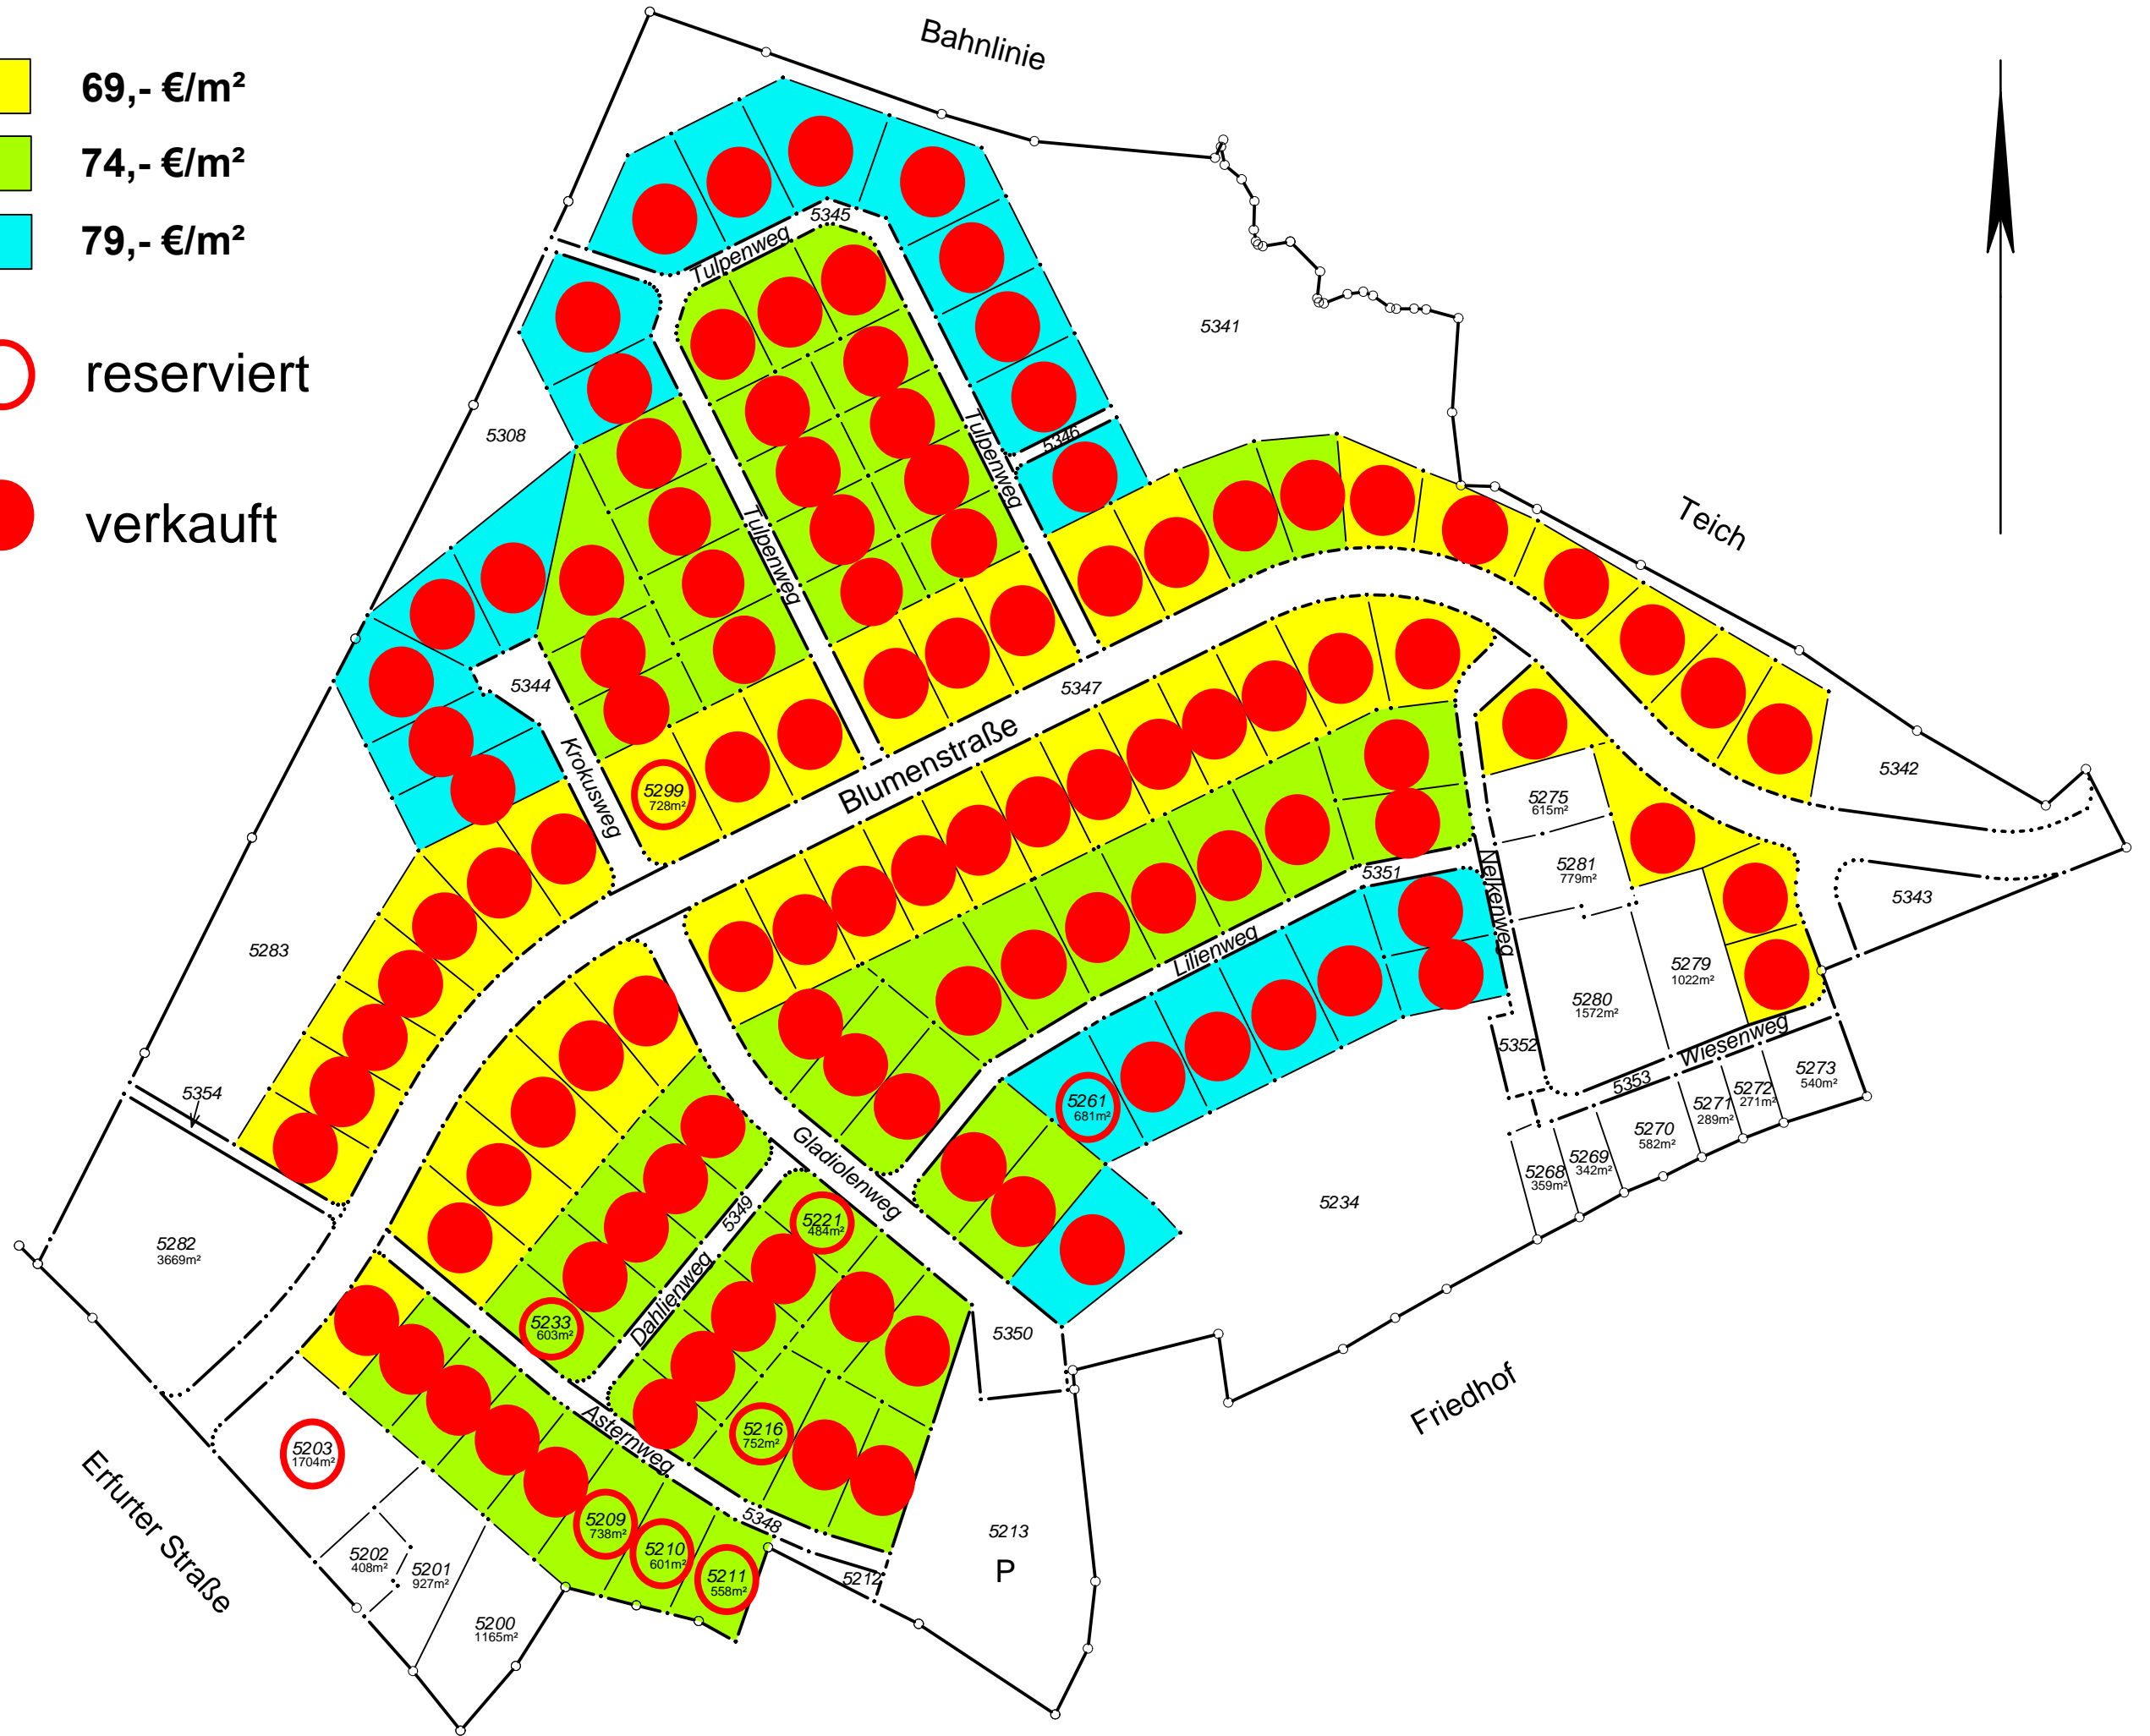 Bahnlinie
69,- €/m²
74,- €/m²
79,- €/m²
reserviert
verkauft
5345
Tulpenweg
5341
5308
5346
Tulpenweg
Tulpenweg
Teich
5344
5347
Krokusweg
Blumenstraße
5299
728m²
5342
5275
615m²
5281
779m²
5351
Nelkenweg
5343
5283
Lilienweg
5279
1022m²
5280
1572m²
5352
Wiesenweg
5353
5273
540m²
5272
271m²
5271
289m²
5270
582m²
5269
342m²
5268
359m²
5354
5261
681m²
Gladiolenweg
5234
5349
5221
484m²
5282
3669m²
Dahlienweg
5233
603m²
5350
Friedhof
Asternweg
5216
752m²
5203
1704m²
Erfurter Straße
5209
738m²
5348
5213
P
5210
601m²
5211
558m²
5212
5202
408m²
5201
927m²
5200
1165m²